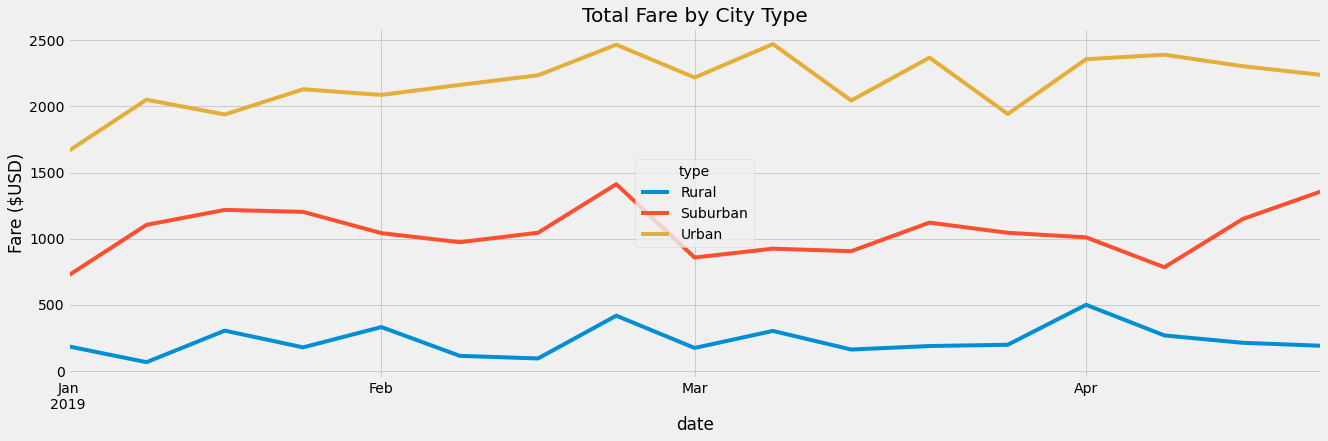 Total Fare by City Type
Fare ($USD)
2500
2000
1500
1000
500
0
type
Rural
Suburban
Urban
Jan
2019
Feb
Mar
Apr
date